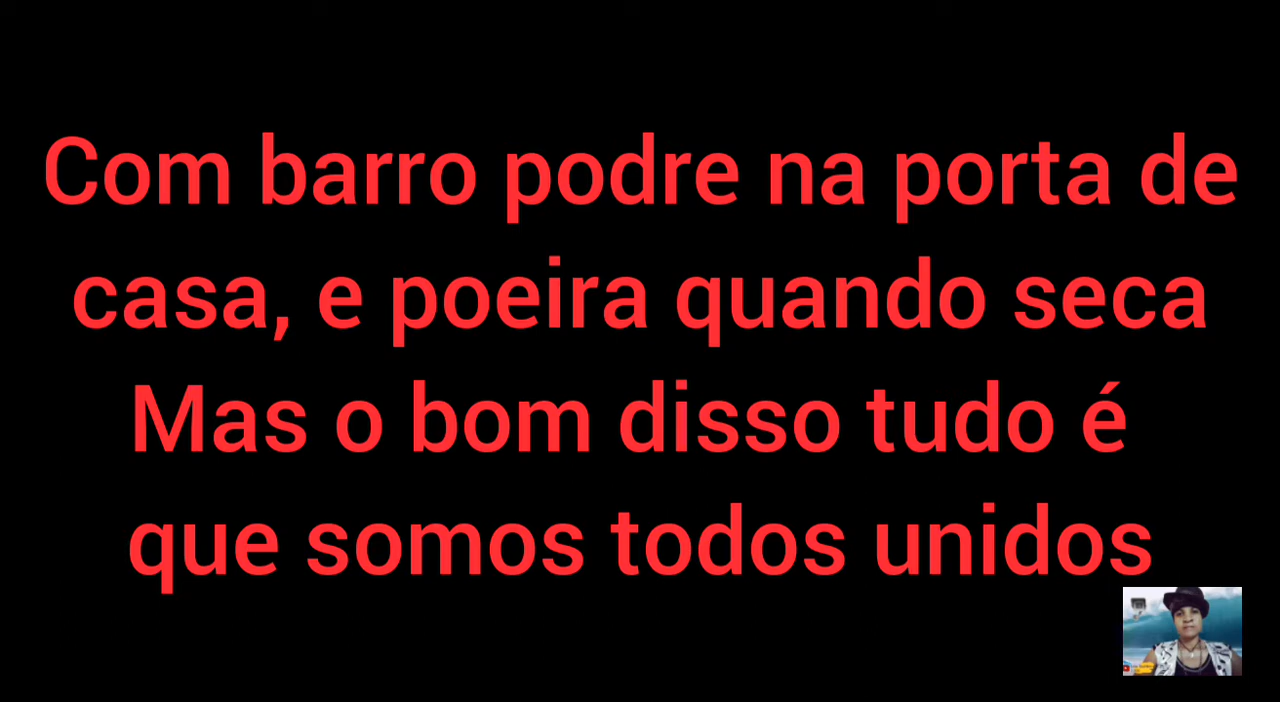 Com barro podre na porta de
casa, e poeira quando seca
Mas o bom disso tudo é
que somos todos unidos